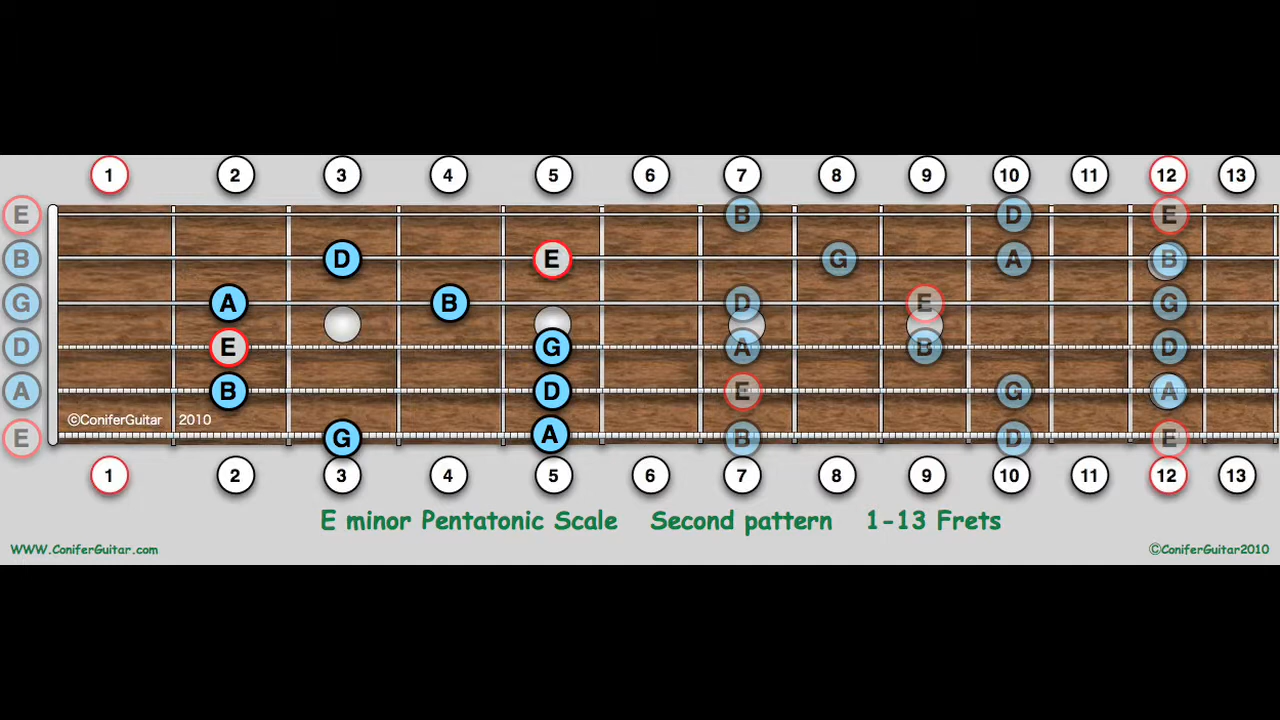 1 2 3 4 5 6 7 8 9 10 11 12 13
E B D E
B D E G A B
G A B D E G
D E G A B D
A B D E G A
©ConiferGuitar 2010
E G A B D E
1 2 3 4 5 6 7 8 9 10 11 12 13
E minor Pentatonic Scale Second pattern 1-13 Frets
WWW.ConiferGuitar.com ©ConiferGuitar2010